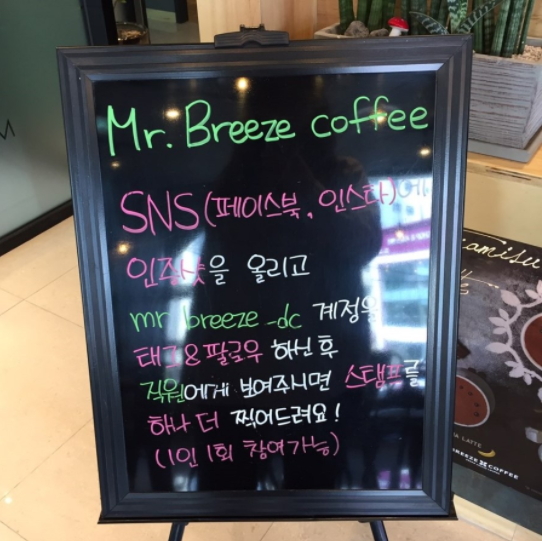 Mr. Breeze coffee
SNS (페이스북, 인스타)에
인증샷을 올리고
mr.breeze_dc 계정을
태그 & 팔로우 하신 후
직원에게 보여주시면 스탬프를
하나 더 찍어드려요!
(1인 1회 참여가능)
LATTE
BREEZE COFFEE